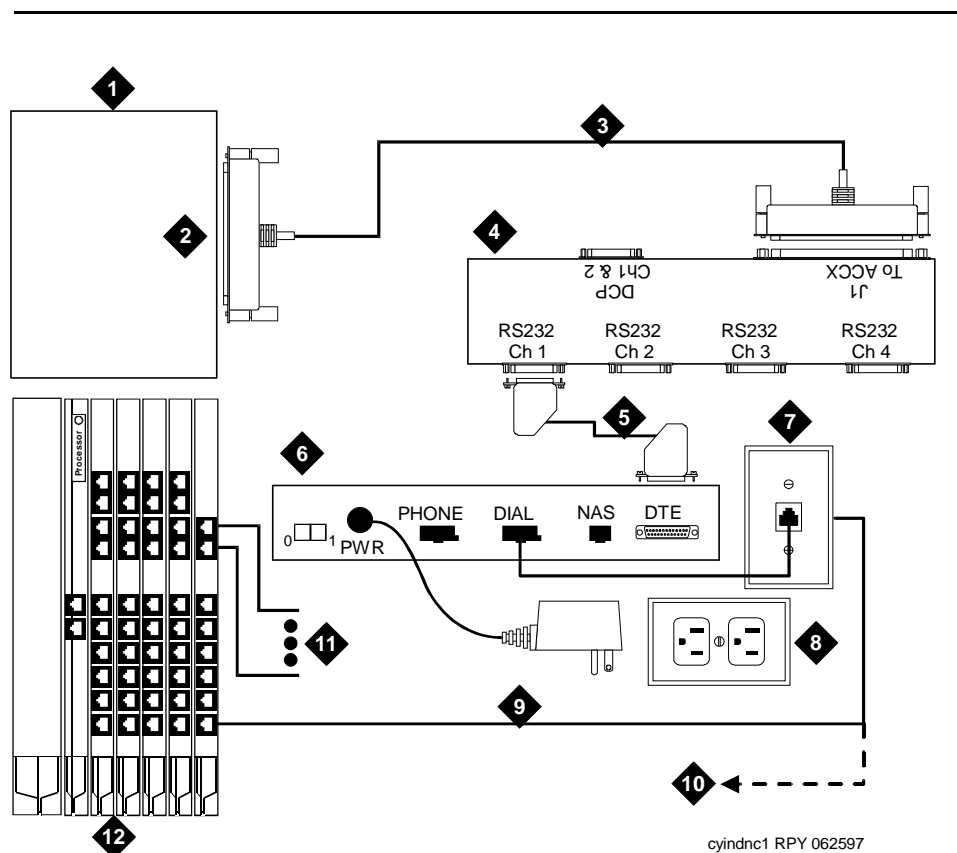 1
3
2
4
Ch1 & 2
DCP
To ACCX
J1
RS232
Ch 1
RS232
Ch 2
RS232
Ch 3
RS232
Ch 4
5
7
6
Processor
PHONE
DIAL
NAS
DTE
0
1
PWR
11
8
9
10
12
cyindnc1 RPY 062597